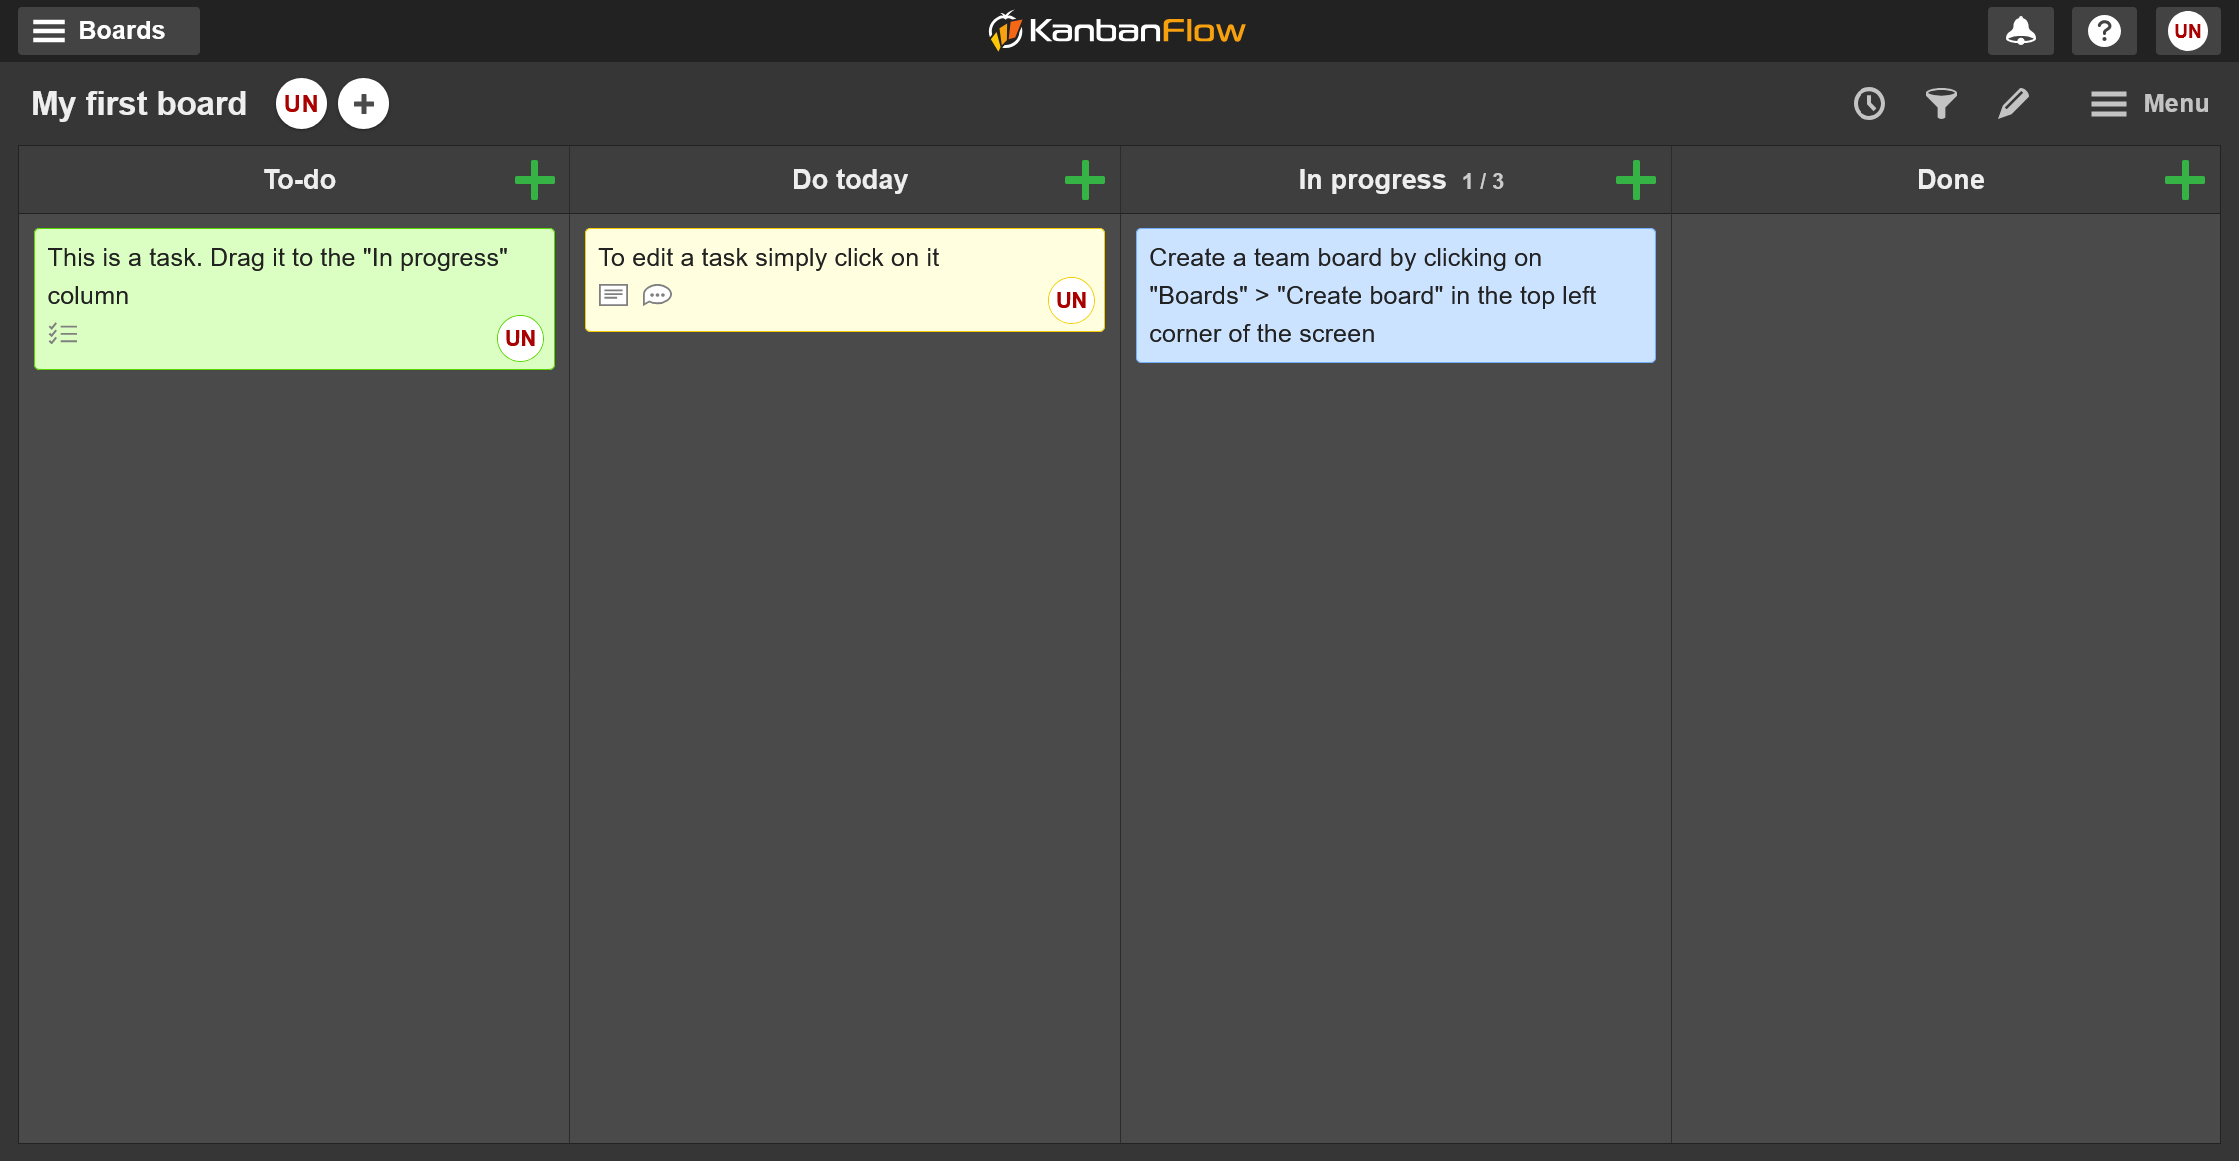 Boards
KanbanFlow
UN
My first board
UN
Menu
To-do
Do today
In progress 1 / 3
Done
This is a task. Drag it to the "In progress"
column
UN
To edit a task simply click on it
UN
Create a team board by clicking on
"Boards" > "Create board" in the top left
corner of the screen